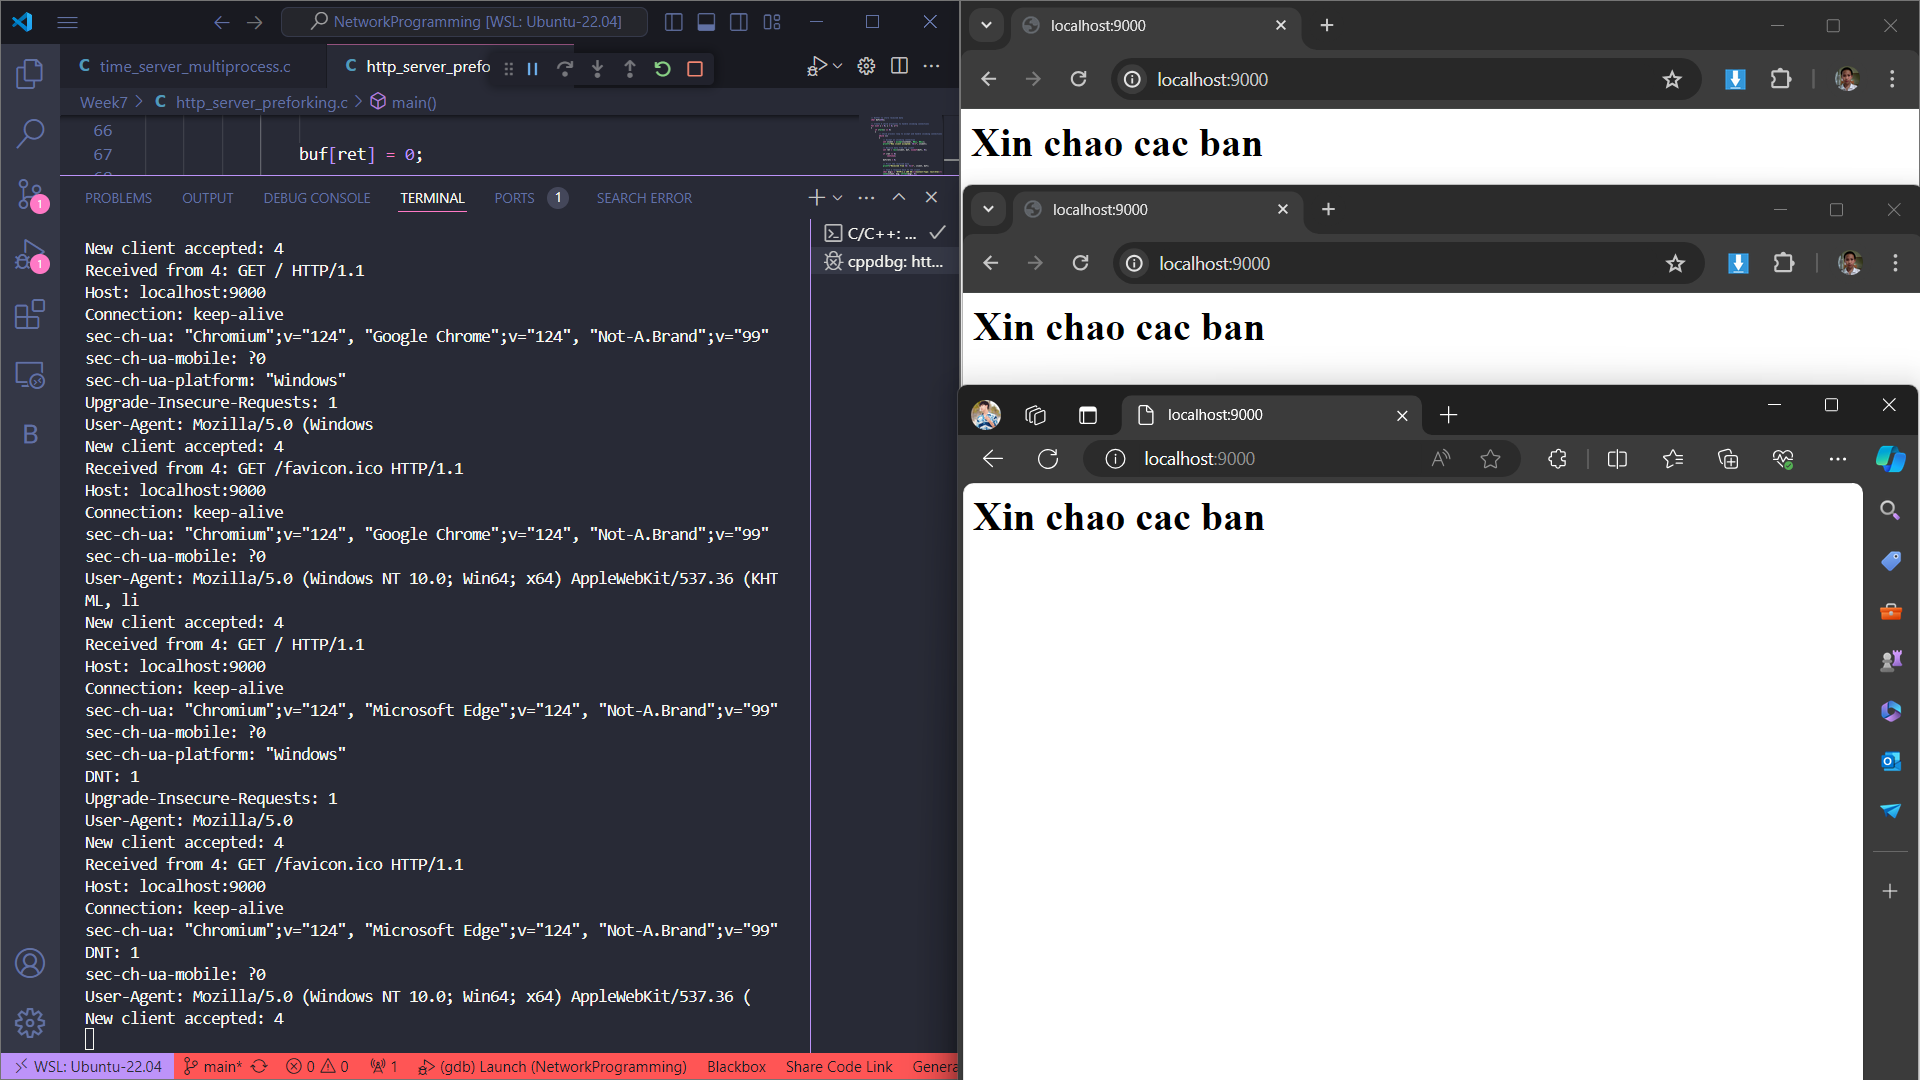 NetworkProgramming [WSL: Ubuntu-22.04]
time_server_multiprocess.c
http_server_prefo
Week7 > C http_server_preforking.c > main()
66
67 buf[ret] = 0;
PROBLEMS OUTPUT DEBUG CONSOLE TERMINAL PORTS 1 SEARCH ERROR
C/C++: ...
cppdbg: htt...
New client accepted: 4
Received from 4: GET / HTTP/1.1
Host: localhost:9000
Connection: keep-alive
sec-ch-ua: "Chromium";v="124", "Google Chrome";v="124", "Not-A.Brand";v="99"
sec-ch-ua-mobile: ?0
sec-ch-ua-platform: "Windows"
Upgrade-Insecure-Requests: 1
User-Agent: Mozilla/5.0 (Windows
New client accepted: 4
Received from 4: GET /favicon.ico HTTP/1.1
Host: localhost:9000
Connection: keep-alive
sec-ch-ua: "Chromium";v="124", "Google Chrome";v="124", "Not-A.Brand";v="99"
sec-ch-ua-mobile: ?0
User-Agent: Mozilla/5.0 (Windows NT 10.0; Win64; x64) AppleWebKit/537.36 (KHT
ML, li
New client accepted: 4
Received from 4: GET / HTTP/1.1
Host: localhost:9000
Connection: keep-alive
sec-ch-ua: "Chromium";v="124", "Microsoft Edge";v="124", "Not-A.Brand";v="99"
sec-ch-ua-mobile: ?0
sec-ch-ua-platform: "Windows"
DNT: 1
Upgrade-Insecure-Requests: 1
User-Agent: Mozilla/5.0
New client accepted: 4
Received from 4: GET /favicon.ico HTTP/1.1
Host: localhost:9000
Connection: keep-alive
sec-ch-ua: "Chromium";v="124", "Microsoft Edge";v="124", "Not-A.Brand";v="99"
DNT: 1
sec-ch-ua-mobile: ?0
User-Agent: Mozilla/5.0 (Windows NT 10.0; Win64; x64) AppleWebKit/537.36 (
New client accepted: 4
1
1
B
WSL: Ubuntu-22.04 main* 0 0 1 (gdb) Launch (NetworkProgramming) Blackbox Share Code Link Genera
localhost:9000
localhost:9000
Xin chao cac ban
localhost:9000
localhost:9000
Xin chao cac ban
localhost:9000
localhost:9000
Xin chao cac ban